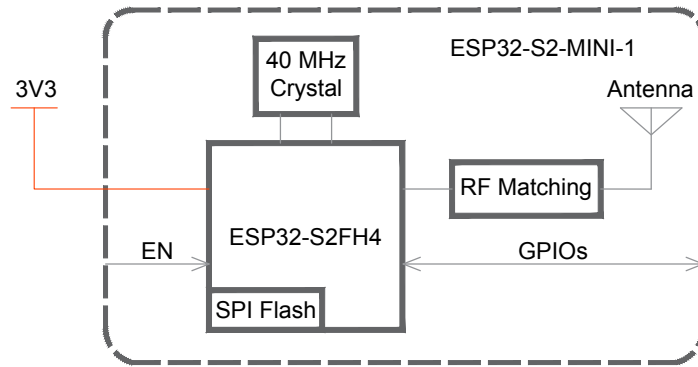 ESP32-S2-MINI-1
40 MHz
Crystal
3V3
Antenna
RF Matching
ESP32-S2FH4
EN
GPIOs
SPI Flash